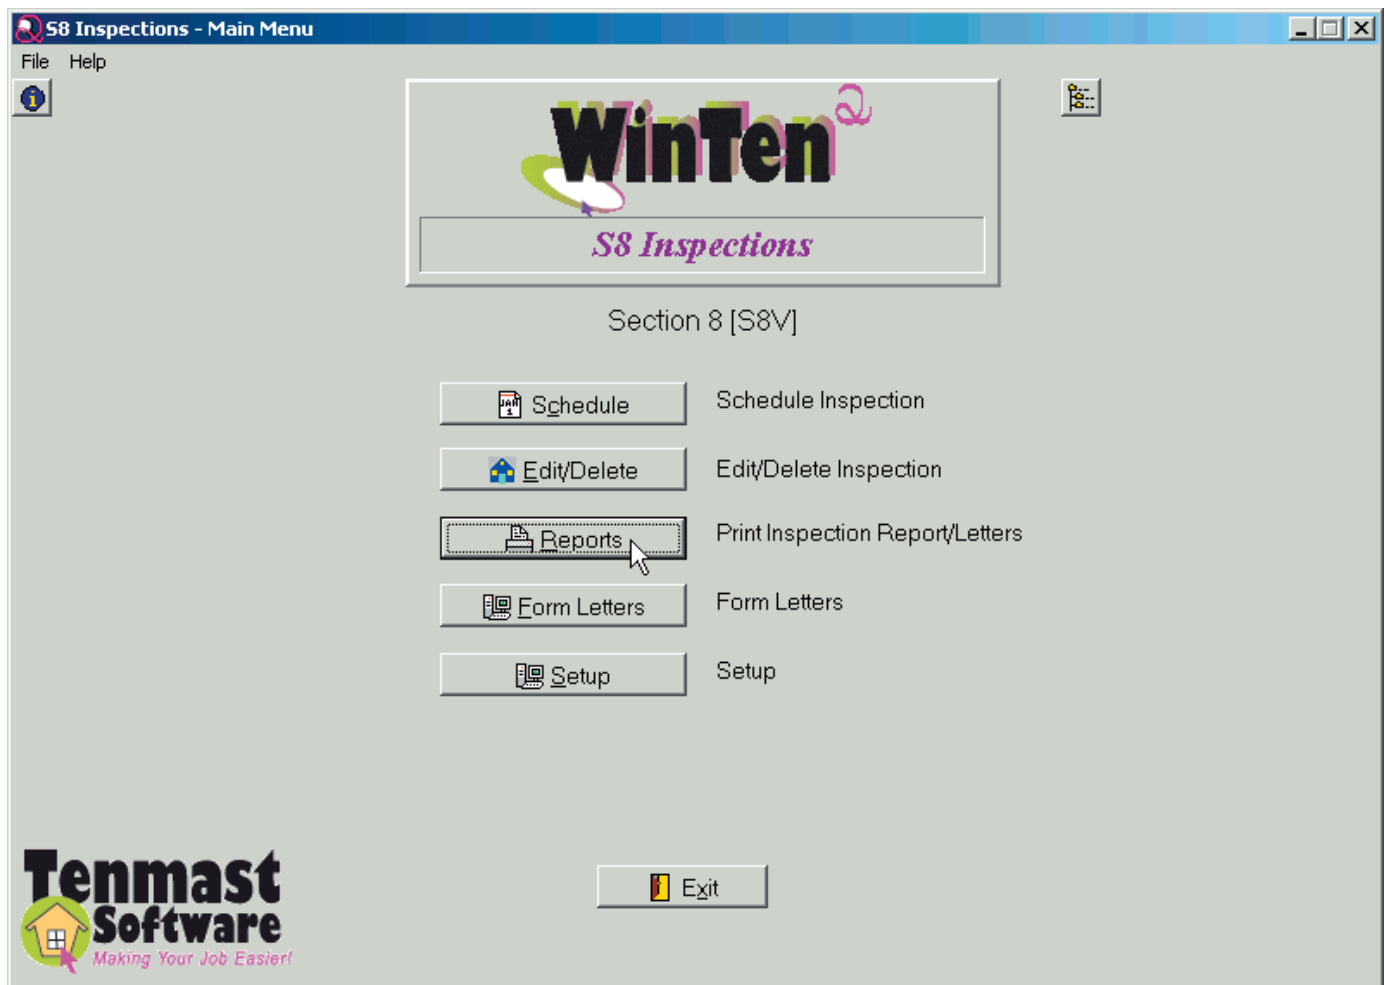 S8 Inspections - Main Menu
File Help
WinTen2
S8 Inspections
Section 8 [S8V]
Schedule Schedule Inspection
Edit/Delete Edit/Delete Inspection
Reports Print Inspection Report/Letters
Form Letters Form Letters
Setup Setup
Exit
Tenmast
Software
Making Your Job Easier!